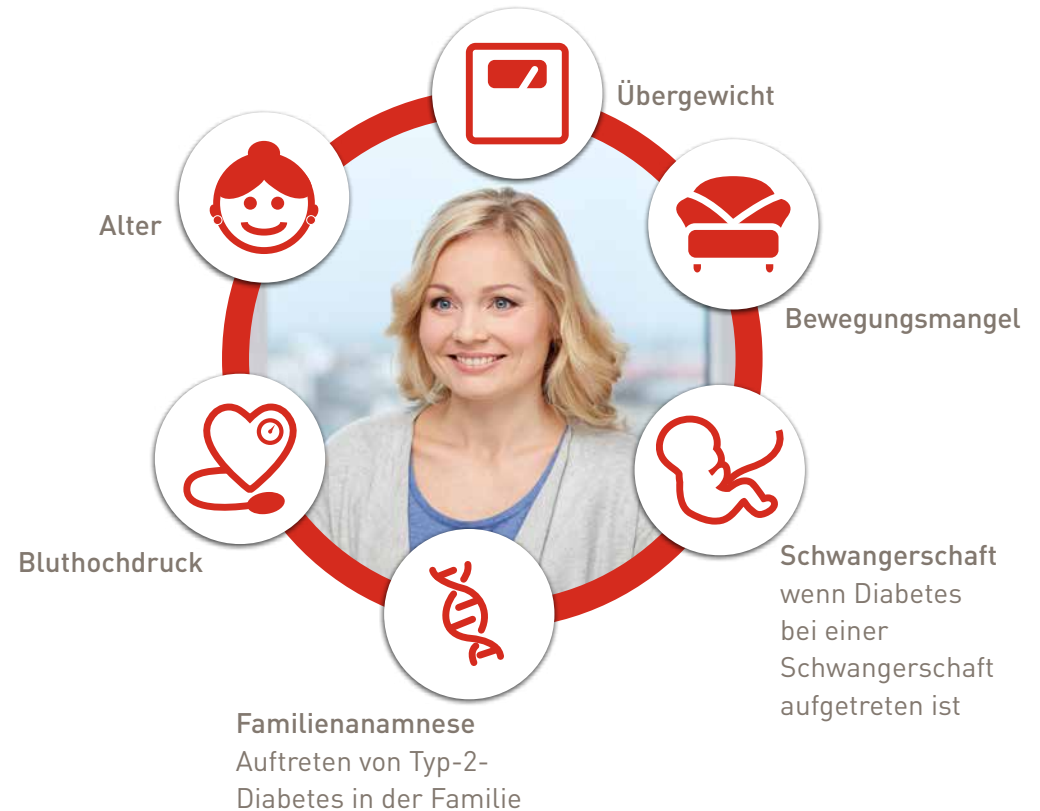 Übergewicht
Bewegungsmangel
Schwangerschaft
wenn Diabetes
bei einer
Schwangerschaft
aufgetreten ist
Familienanamnese
Auftreten von Typ-2-
Diabetes in der Familie
Bluthochdruck
Alter